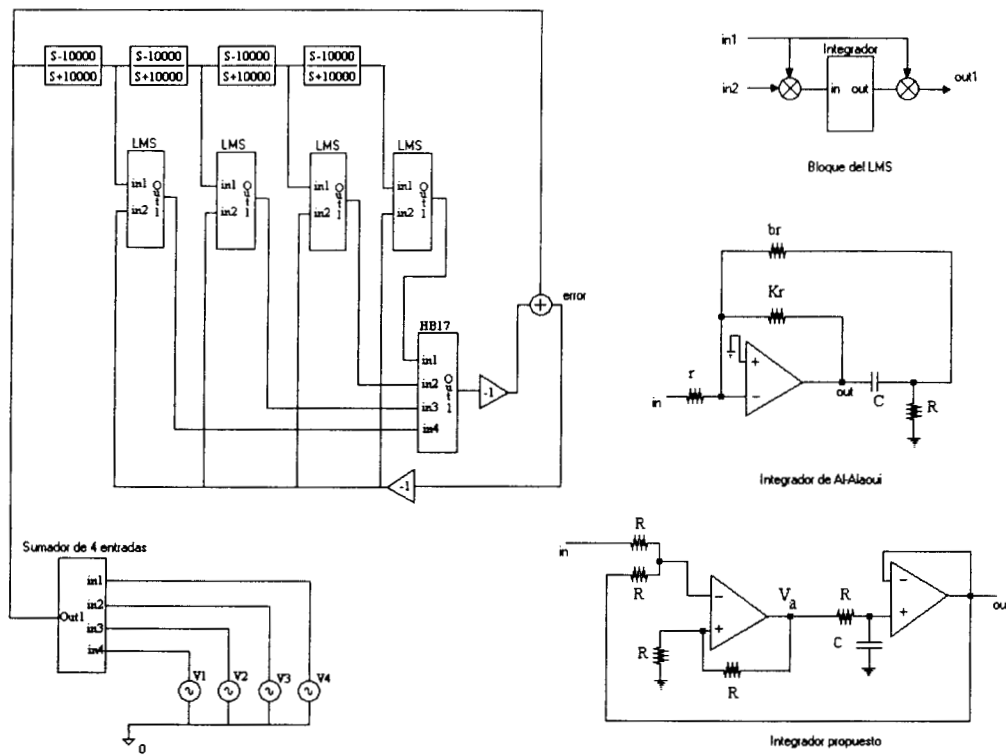 S-10000
S+10000
S-10000
S+10000
S-10000
S+10000
S-10000
S+10000
LMS
in1
in2
Out1
LMS
in1
in2
Out1
LMS
in1
in2
Out1
LMS
in1
in2
Out1
HB17
in1
in2
in3
in4
Out1
-1
+
error
-1
Sumador de 4 entradas
Out1
in1
in2
in3
in4
V1
V2
V3
V4
0
in1
in2
Integrador
in
out
out1
Bloque del LMS
br
Kr
r
in
+
-
out
C
R
Integrador de Al-Alaoui
in
R
R
-
+
Va
R
R
R
C
-
+
ou
Integrador propuesto